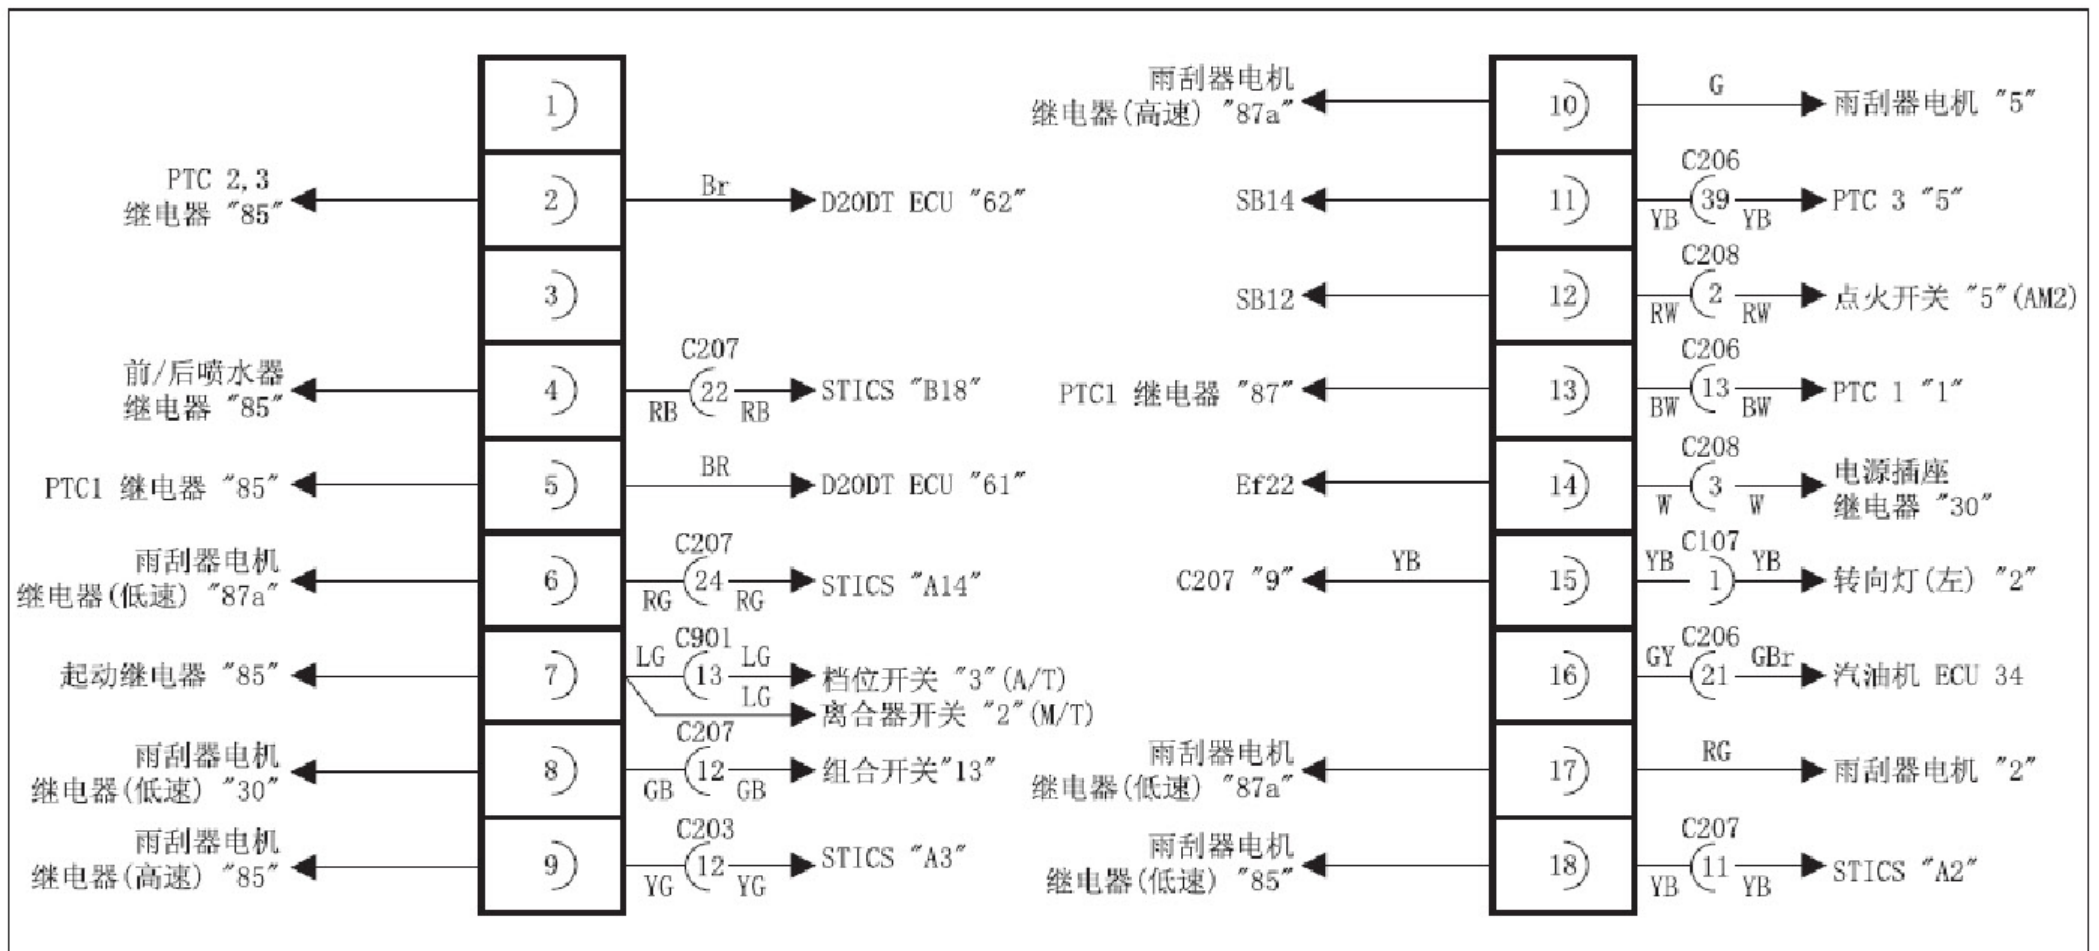 1
PTC 2,3
继电器 "85"
2
Br
D20DT ECU "62"
3
前/后喷水器
继电器 "85"
4
C207
RB 22 RB
STICS "B18"
PTC1 继电器 "85"
5
BR
D20DT ECU "61"
雨刮器电机
继电器(低速) "87a"
6
C207
RG 24 RG
STICS "A14"
起动继电器 "85"
7
C901
LG 13 LG
档位开关 "3"(A/T)
LG
离合器开关 "2"(M/T)
雨刮器电机
继电器(低速) "30"
8
C207
GB 12 GB
组合开关"13"
雨刮器电机
继电器(高速) "85"
9
C203
YG 12 YG
STICS "A3"
雨刮器电机
继电器(高速) "87a"
10
G
雨刮器电机 "5"
SB14
11
C206
YB 39 YB
PTC 3 "5"
SB12
12
C208
RW 2 RW
点火开关 "5"(AM2)
PTC1 继电器 "87"
13
C206
BW 13 BW
PTC 1 "1"
Ef22
14
C208
W 3 W
电源插座
继电器 "30"
C207 "9"
YB
15
C107
YB 1 YB
转向灯(左) "2"
16
C206
GY 21 GBr
汽油机 ECU 34
雨刮器电机
继电器(低速) "87a"
17
RG
雨刮器电机 "2"
雨刮器电机
继电器(低速) "85"
18
C207
YB 11 YB
STICS "A2"